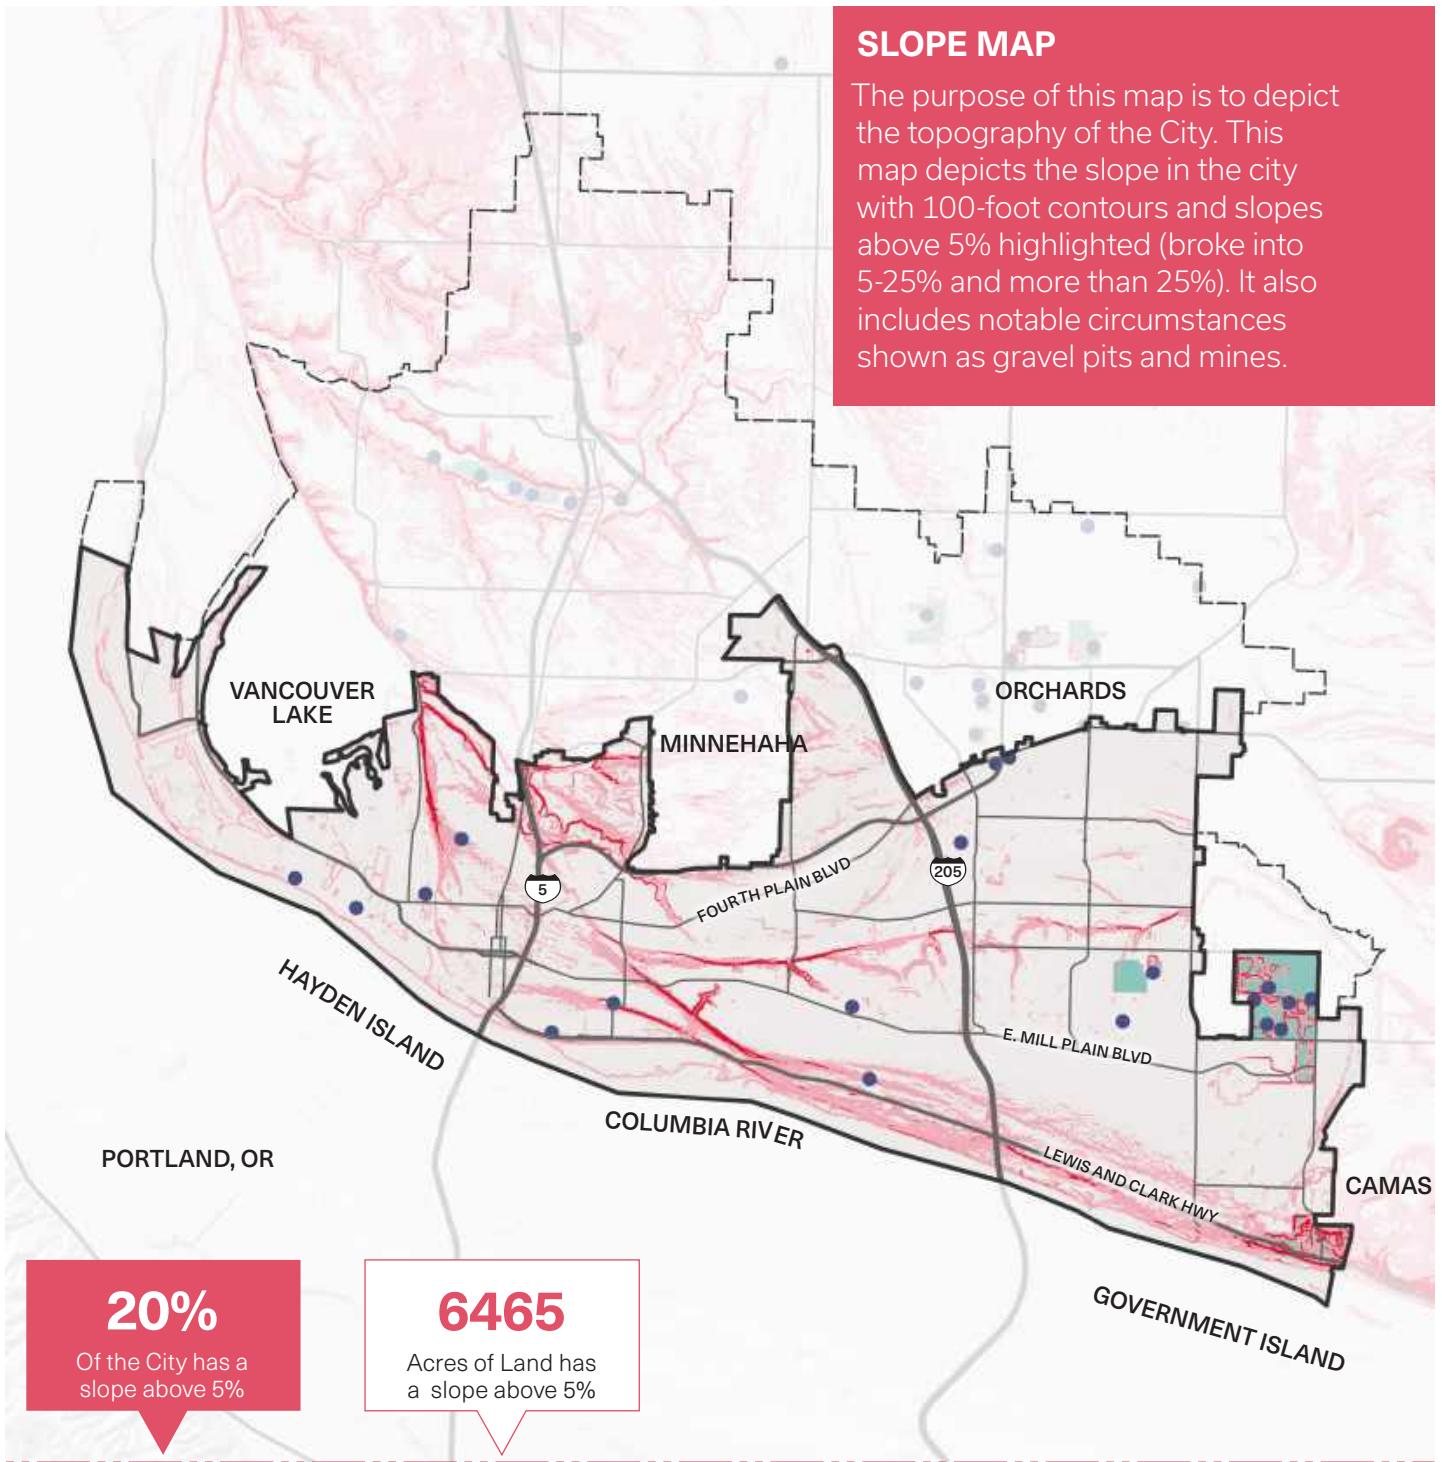 SLOPE MAP
The purpose of this map is to depict
the topography of the City. This
map depicts the slope in the city
with 100-foot contours and slopes
above 5% highlighted (broke into
5-25% and more than 25%). It also
includes notable circumstances
shown as gravel pits and mines.
VANCOUVER
LAKE
ORCHARDS
MINNEHAHA
FOURTH PLAIN BLVD
205
5
HAYDEN ISLAND
E. MILL PLAIN BLVD
COLUMBIA RIVER
PORTLAND, OR
LEWIS AND CLARK HWY
CAMAS
GOVERNMENT ISLAND
20%
Of the City has a
slope above 5%
6465
Acres of Land has
a slope above 5%